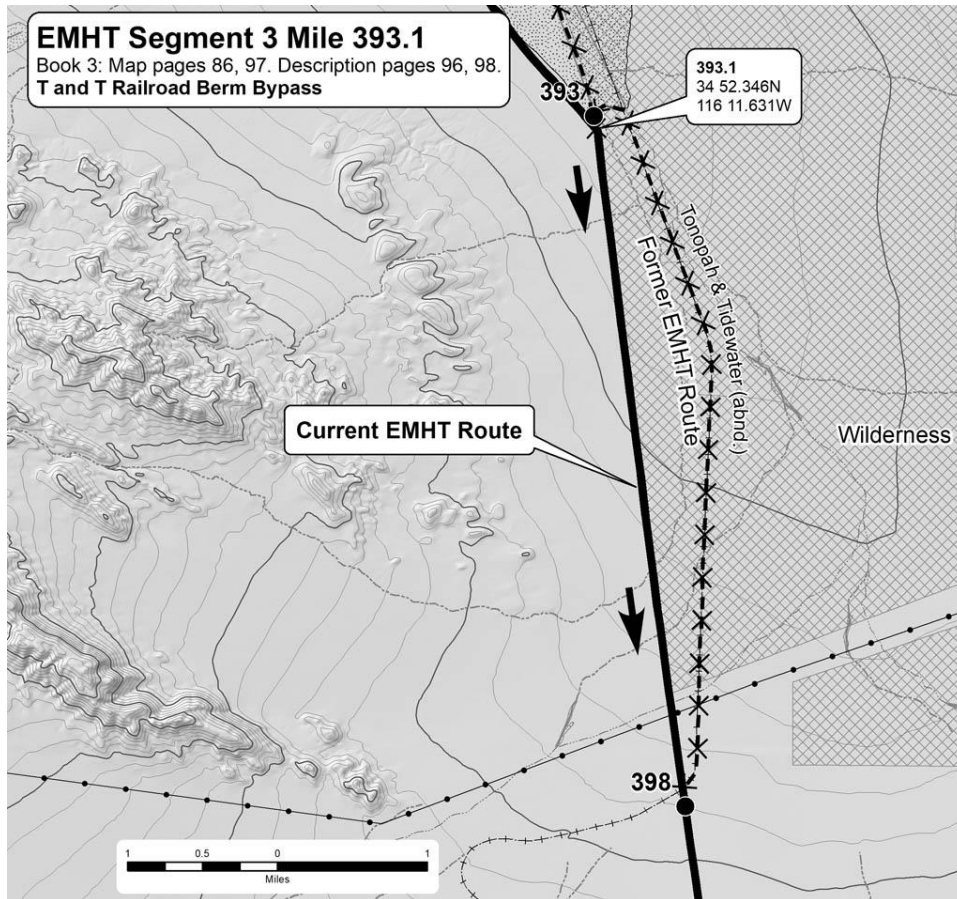 EMHT Segment 3 Mile 393.1
Book 3: Map pages 86, 97. Description pages 96, 98.
T and T Railroad Berm Bypass
393
393.1
34 52.346N
116 11.631W
Tonopah & Tidewater (abnd.)
Former EMHT Route
Current EMHT Route
Wilderness
398
1 0.5 0 1
Miles